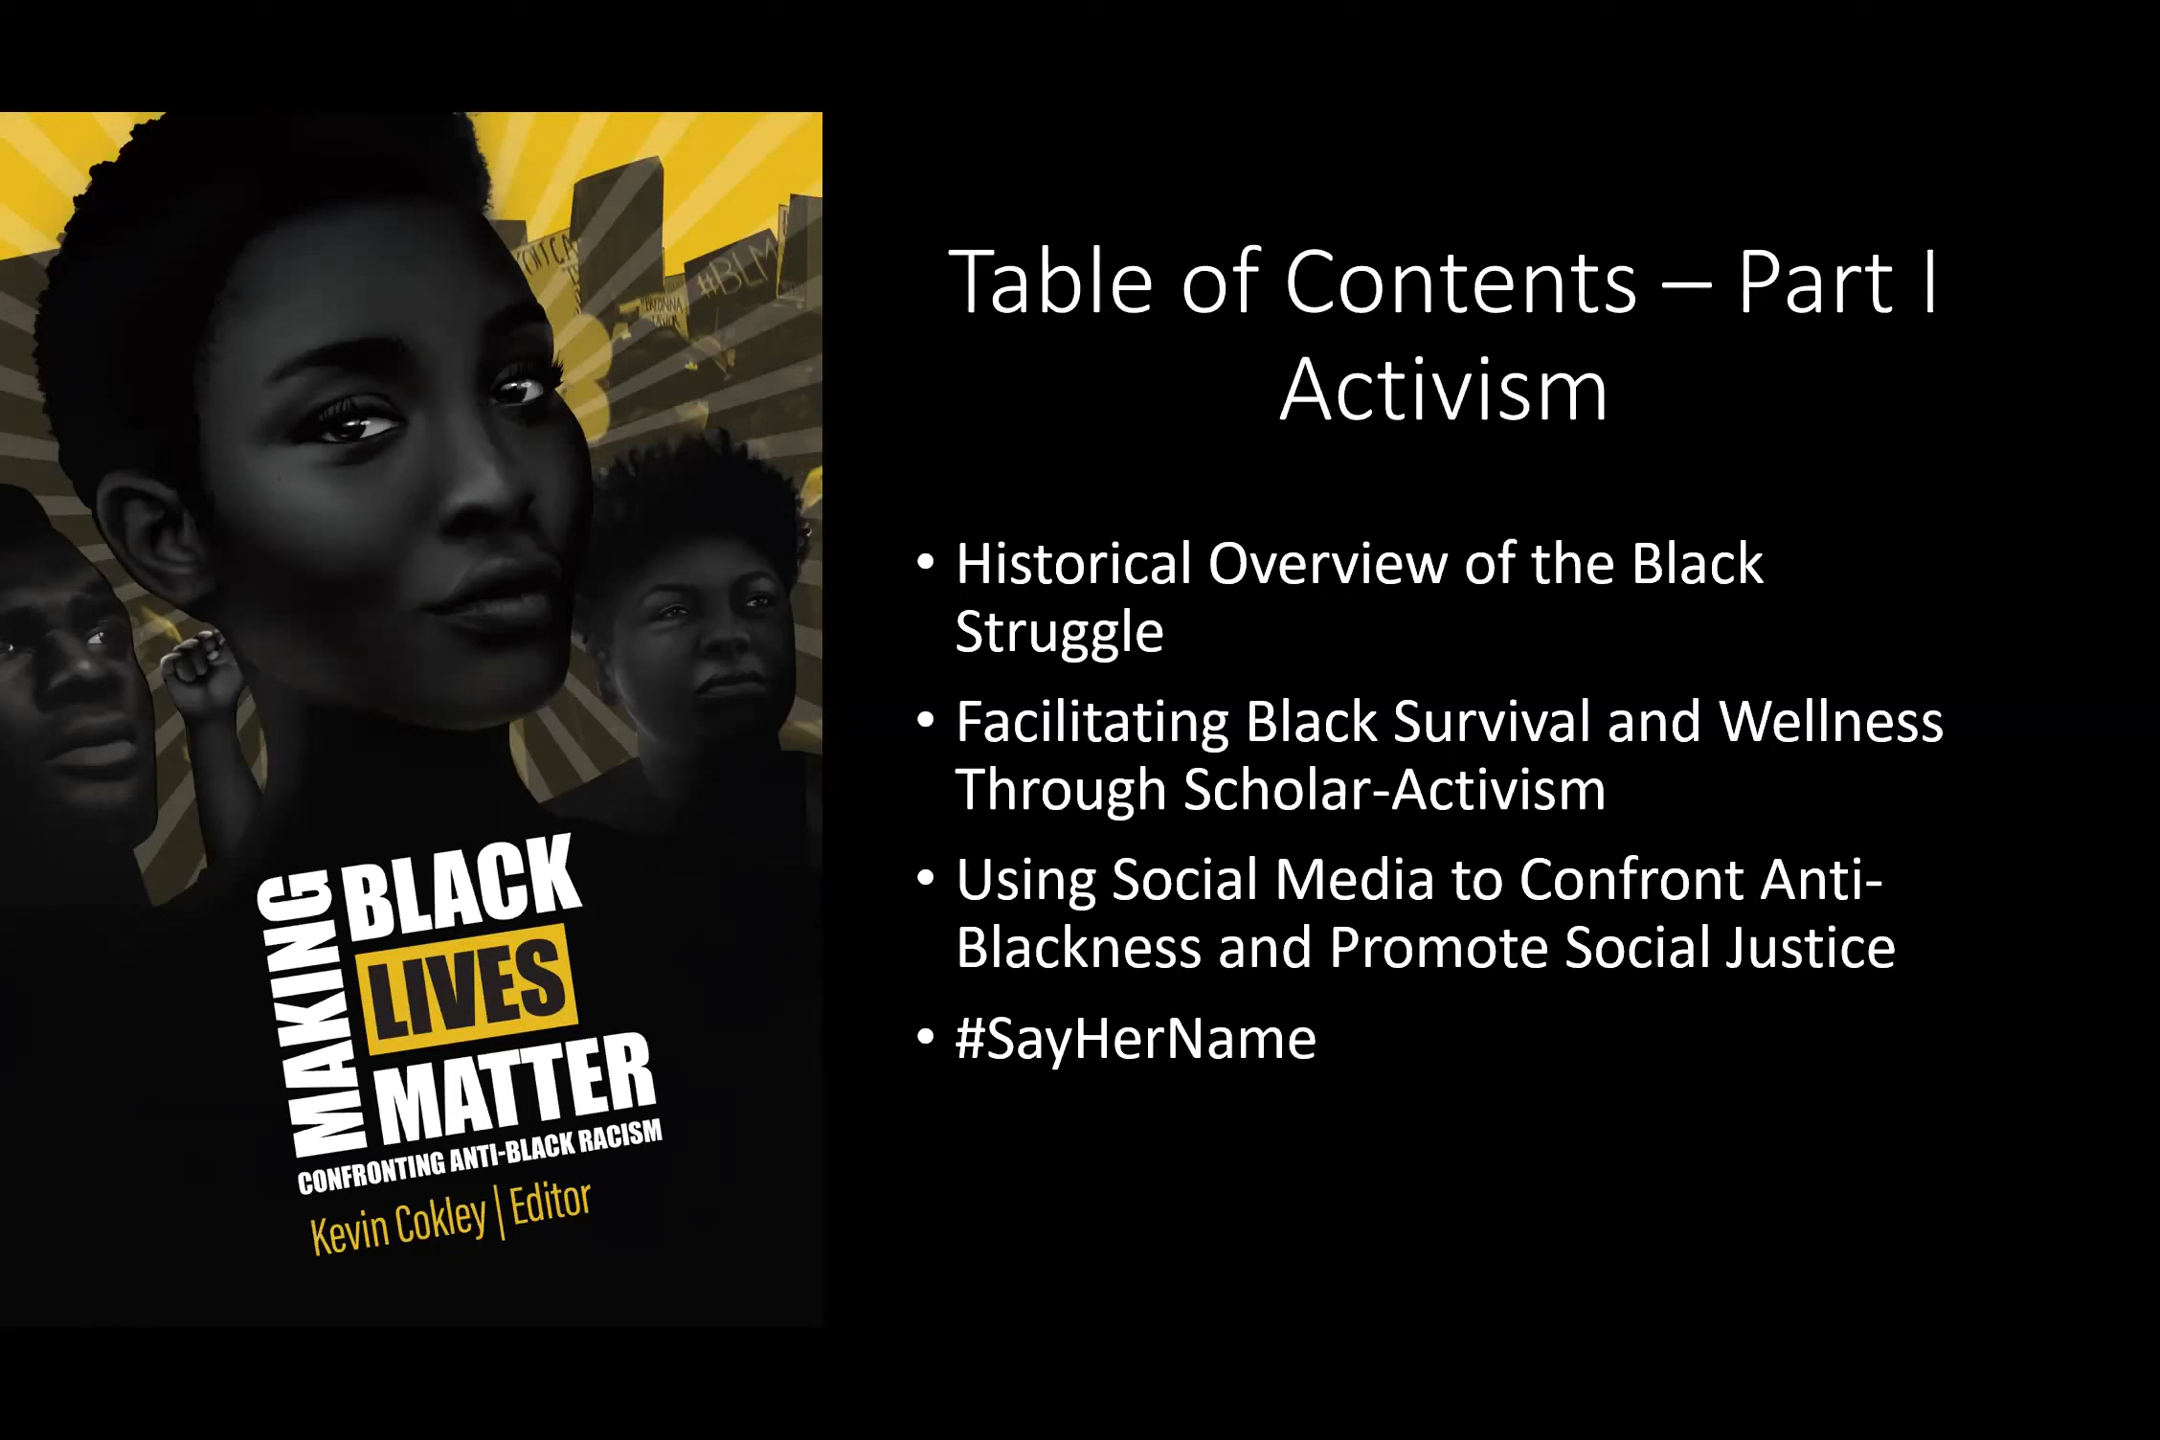 #BLM
MAKING
BLACK
LIVES
MATTER
CONFRONTING ANTI-BLACK RACISM
Kevin Cokley | Editor
Table of Contents – Part I
Activism
• Historical Overview of the Black
Struggle
• Facilitating Black Survival and Wellness
Through Scholar-Activism
• Using Social Media to Confront Anti-
Blackness and Promote Social Justice
• #SayHerName